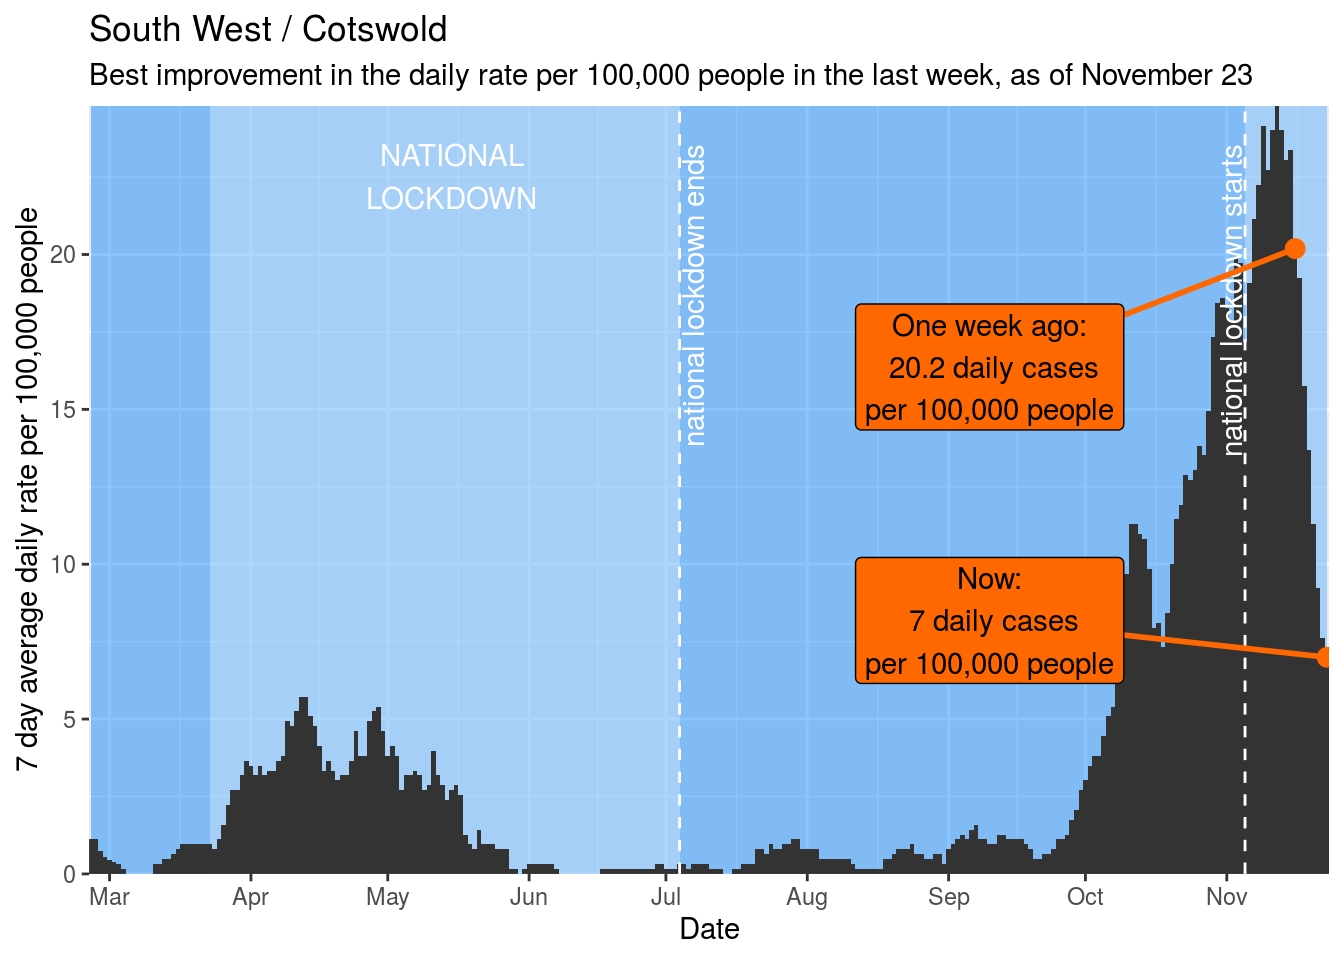 South West / Cotswold
Best improvement in the daily rate per 100,000 people in the last week, as of November 23
7 day average daily rate per 100,000 people
20
15
10
5
0
NATIONAL
LOCKDOWN
national lockdown ends
national lockdown starts
One week ago:
20.2 daily cases
per 100,000 people
Now:
7 daily cases
per 100,000 people
Mar Apr May Jun Jul Aug Sep Oct Nov
Date